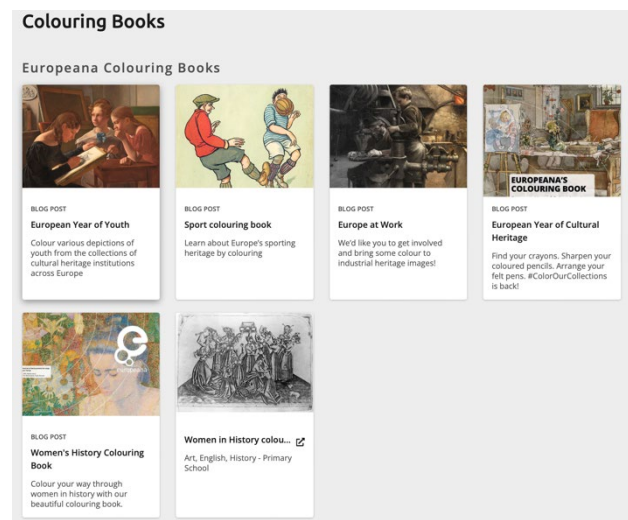 Colouring Books
Europeana Colouring Books
BLOG POST
European Year of Youth
Colour various depictions of
youth from the collections of
cultural heritage institutions
across Europe
BLOG POST
Sport colouring book
Learn about Europe's sporting
heritage by colouring
BLOG POST
Europe at Work
We'd like you to get involved
and bring some colour to
industrial heritage images!
EUROPEANA'S
COLOURING BOOK
BLOG POST
European Year of Cultural
Heritage
Find your crayons. Sharpen your
coloured pencils. Arrange your
felt pens. #ColorOurCollections
is back!
europeana
BLOG POST
Women's History Colouring
Book
Colour your way through
women in history with our
beautiful colouring book.
Women in History colou...
Art, English, History - Primary
School